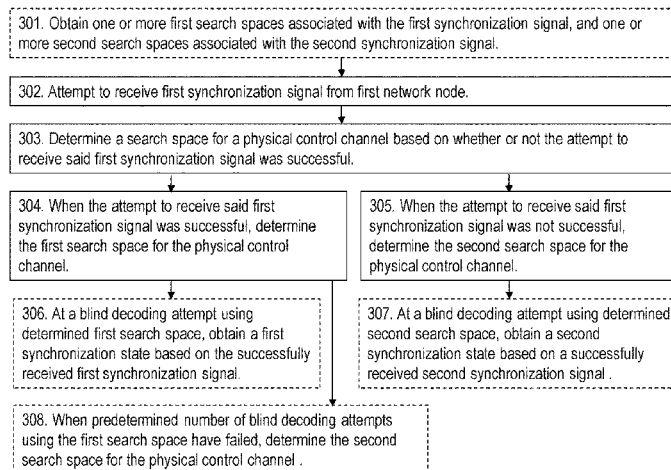 301. Obtain one or more first search spaces associated with the first synchronization signal, and one or
more second search spaces associated with the second synchronization signal.
302. Attempt to receive first synchronization signal from first network node.
303. Determine a search space for a physical control channel based on whether or not the attempt to
receive said first synchronization signal was successful.
304. When the attempt to receive said first
synchronization signal was successful, determine
the first search space for the physical control
channel.
305. When the attempt to receive said first
synchronization signal was not successful,
determine the second search space for the
physical control channel.
306. At a blind decoding attempt using
determined first search space, obtain a first
synchronization state based on the successfully
received first synchronization signal.
307. At a blind decoding attempt using determined
second search space, obtain a second
synchronization state based on a successfully
received second synchronization signal .
308. When predetermined number of blind decoding attempts
using the first search space have failed, determine the second
search space for the physical control channel .